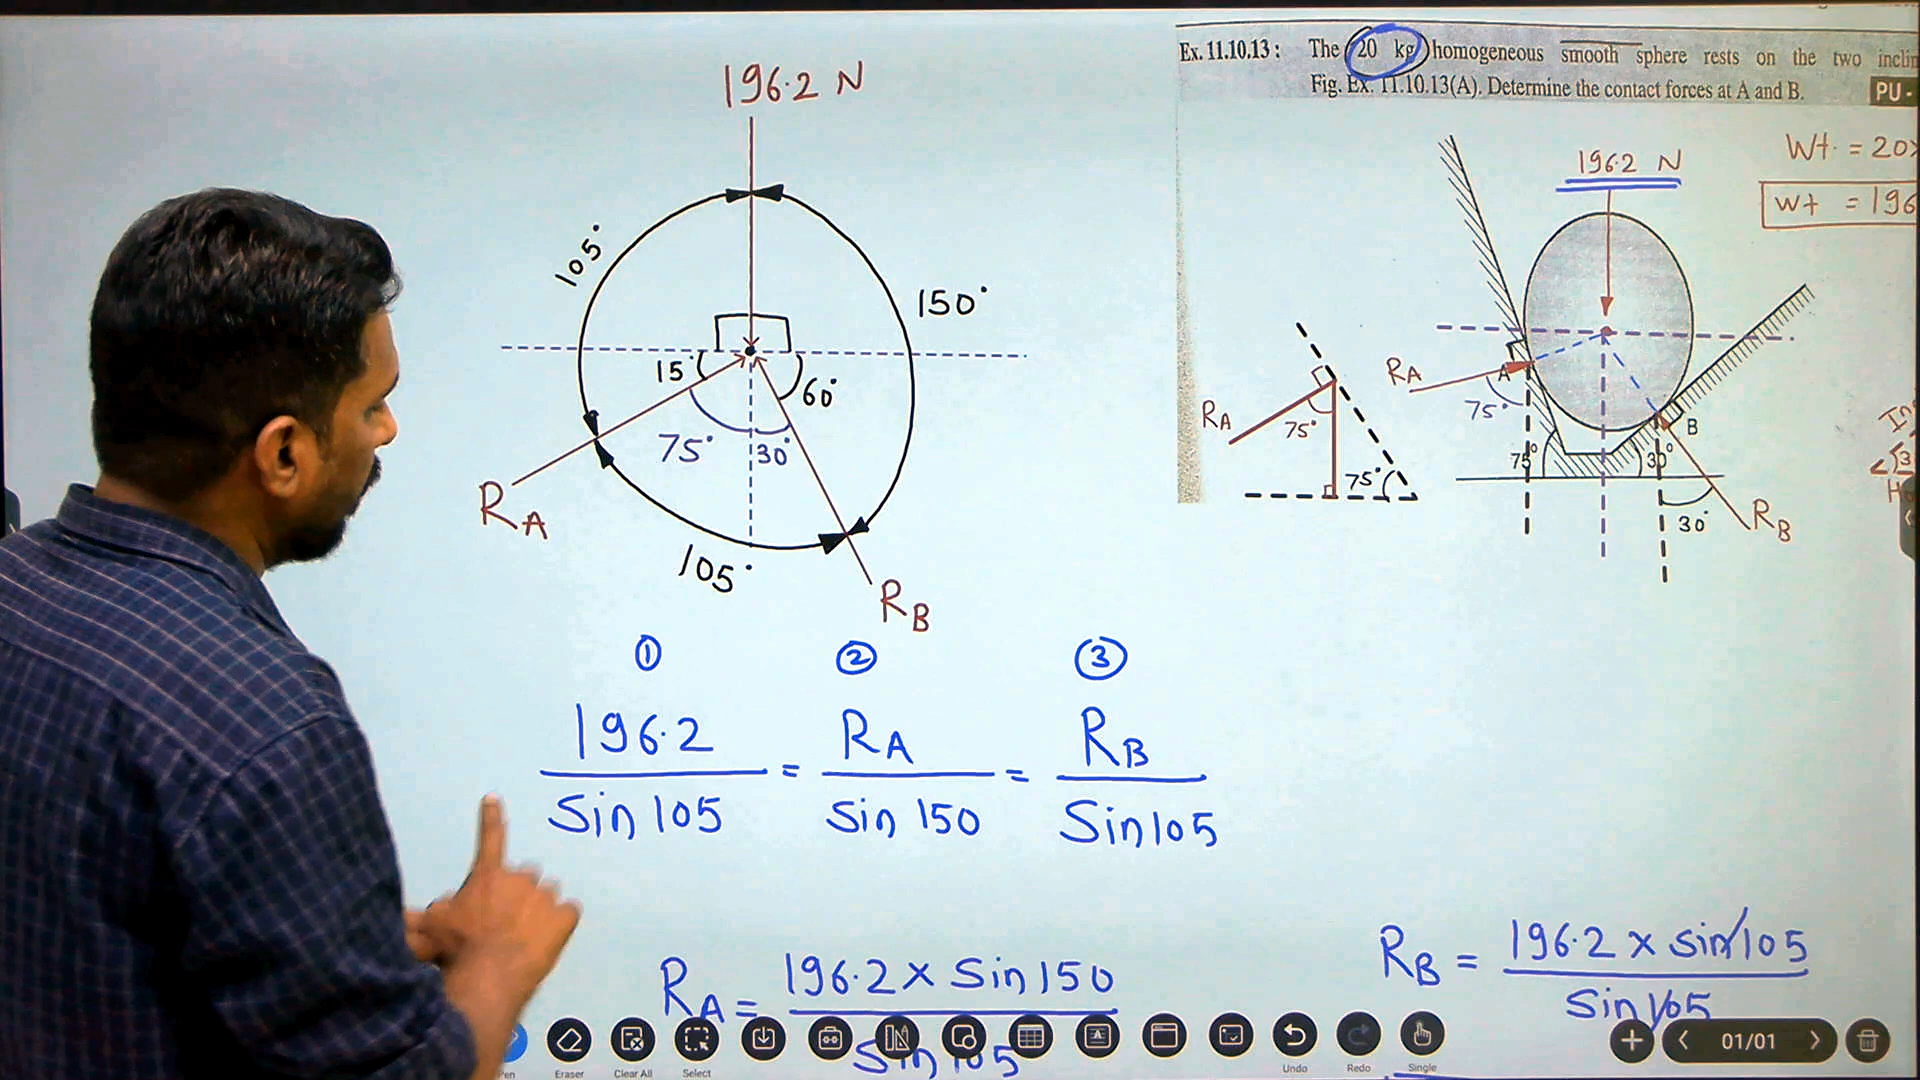 Ex. 11.10.13 : The 20 kg homogeneous smooth sphere rests on the two
Fig. Ex. 11.10.13(A). Determine the contact forces at A and B.
PU -
196.2 N
105°
150°
15°
60°
75°
30°
RA
105°
RB
196.2 N
Wt. = 20x
wt = 196
RA
A
75°
B
75°
30°
30°
RB
RA
75°
75°
① ② ③
196.2 / Sin 105 = RA / Sin 150 = RB / Sin 105
RA = 196.2 x Sin 150 / Sin 105
RB = 196.2 x Sin 105 / Sin 105
Eraser
Clear All
Select
Undo
Redo
Single
01/01